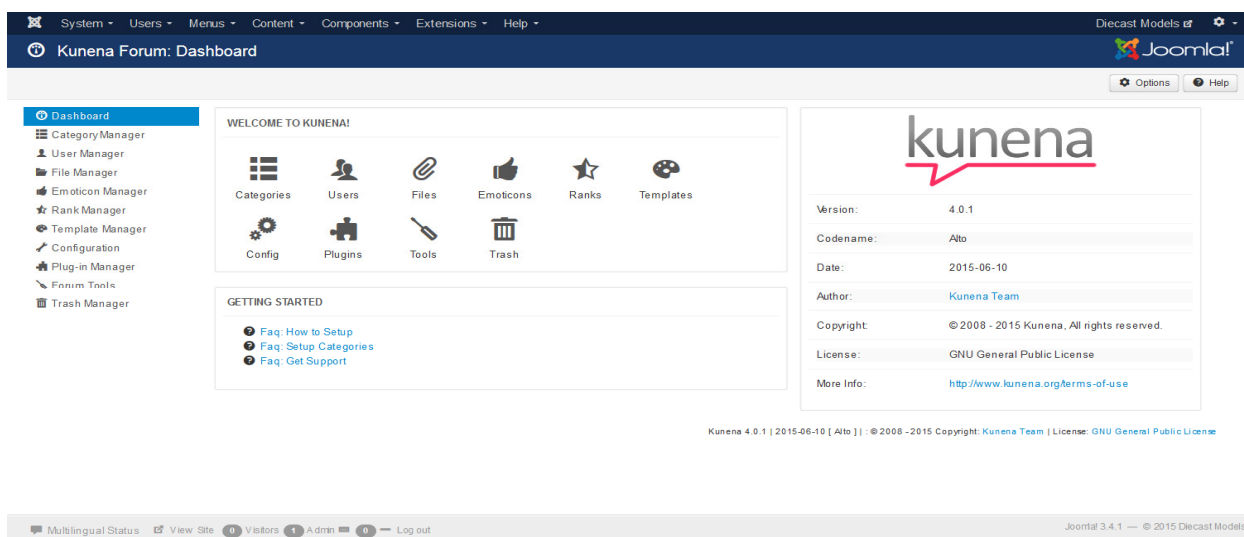 System Users Menus Content Components Extensions Help Diecast Models
Kunena Forum: Dashboard Joomla!
Options Help
Dashboard
Category Manager
User Manager
File Manager
Emoticon Manager
Rank Manager
Template Manager
Configuration
Plug-in Manager
Forum Tools
Trash Manager
WELCOME TO KUNENA!
Categories Users Files Emoticons Ranks Templates
Config Plugins Tools Trash
GETTING STARTED
Faq: How to Setup
Faq: Setup Categories
Faq: Get Support
kunena
Version: 4.0.1
Codename: Alto
Date: 2015-06-10
Author: Kunena Team
Copyright: © 2008 - 2015 Kunena, All rights reserved.
License: GNU General Public License
More Info: http://www.kunena.org/terms-of-use
Kunena 4.0.1 | 2015-06-10 [ Alto ] | : © 2008 - 2015 Copyright: Kunena Team | License: GNU General Public License
Multilingual Status View Site 0 Visitors 1 Admin 0 Log out Joomla! 3.4.1 — © 2015 Diecast Models